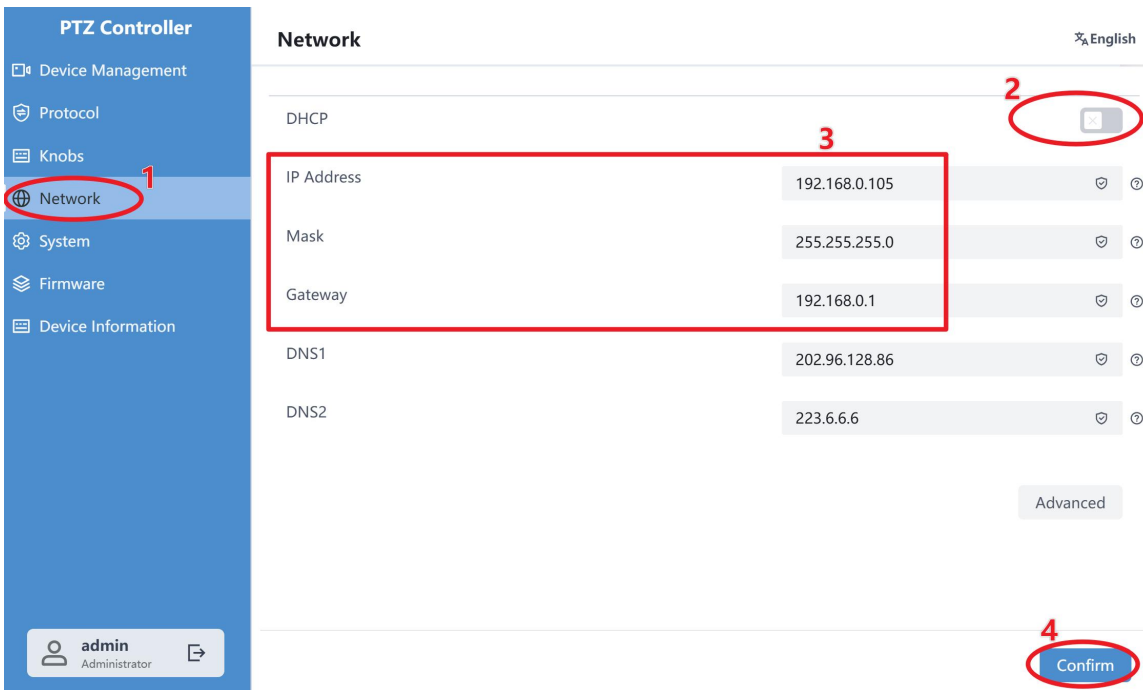 PTZ Controller
Device Management
Protocol
Knobs
1
Network
System
Firmware
Device Information
admin
Administrator
Network
English
2
DHCP
3
IP Address
192.168.0.105
Mask
255.255.255.0
Gateway
192.168.0.1
DNS1
202.96.128.86
DNS2
223.6.6.6
Advanced
4
Confirm